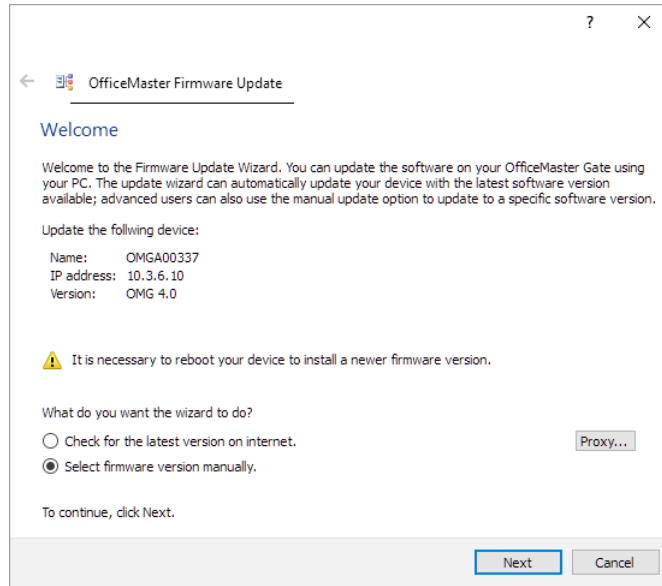 ?
OfficeMaster Firmware Update
Welcome
Welcome to the Firmware Update Wizard. You can update the software on your OfficeMaster Gate using
your PC. The update wizard can automatically update your device with the latest software version
available; advanced users can also use the manual update option to update to a specific software version.
Update the follwing device:
Name: OMGA00337
IP address: 10.3.6.10
Version: OMG 4.0
It is necessary to reboot your device to install a newer firmware version.
What do you want the wizard to do?
Check for the latest version on internet.
Proxy...
Select firmware version manually.
To continue, click Next.
Next Cancel